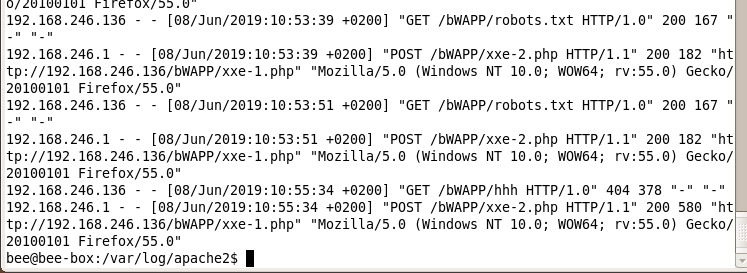 o/20100101 Firefox/55.0"
192.168.246.136 - - [08/Jun/2019:10:53:39 +0200] "GET /bWAPP/robots.txt HTTP/1.0" 200 167 "
-" "-"
192.168.246.1 - - [08/Jun/2019:10:53:39 +0200] "POST /bWAPP/xxe-2.php HTTP/1.1" 200 182 "ht
tp://192.168.246.136/bWAPP/xxe-1.php" "Mozilla/5.0 (Windows NT 10.0; WOW64; rv:55.0) Gecko/
20100101 Firefox/55.0"
192.168.246.136 - - [08/Jun/2019:10:53:51 +0200] "GET /bWAPP/robots.txt HTTP/1.0" 200 167 "
-" "-"
192.168.246.1 - - [08/Jun/2019:10:53:51 +0200] "POST /bWAPP/xxe-2.php HTTP/1.1" 200 182 "ht
tp://192.168.246.136/bWAPP/xxe-1.php" "Mozilla/5.0 (Windows NT 10.0; WOW64; rv:55.0) Gecko/
20100101 Firefox/55.0"
192.168.246.136 - - [08/Jun/2019:10:55:34 +0200] "GET /bWAPP/hhh HTTP/1.0" 404 378 "-" "-"
192.168.246.1 - - [08/Jun/2019:10:55:34 +0200] "POST /bWAPP/xxe-2.php HTTP/1.1" 200 580 "ht
tp://192.168.246.136/bWAPP/xxe-1.php" "Mozilla/5.0 (Windows NT 10.0; WOW64; rv:55.0) Gecko/
20100101 Firefox/55.0"
bee@bee-box:/var/log/apache2$